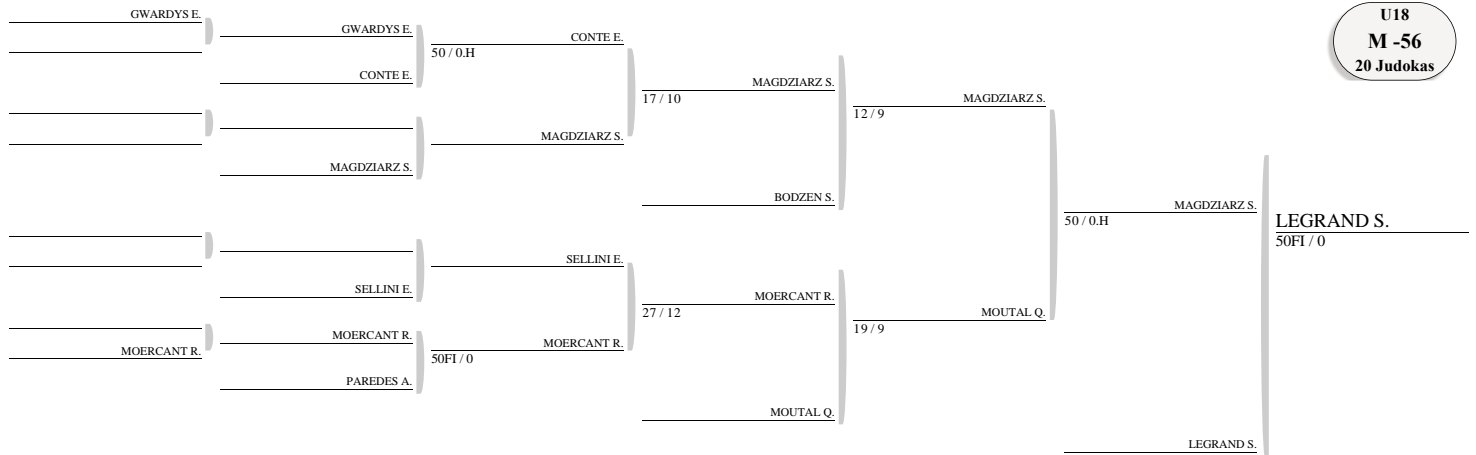 U18
M -56
20 Judokas
GWARDYS E.
GWARDYS E.
CONTE E.
50 / 0.H
CONTE E.
MAGDZIARZ S.
MAGDZIARZ S.
17 / 10
MAGDZIARZ S.
BODZEN S.
12 / 9
MAGDZIARZ S.
SELLINI E.
SELLINI E.
MOERCANT R.
MOERCANT R.
PAREDES A.
50FI / 0
MOERCANT R.
27 / 12
MOERCANT R.
MOUTAL Q.
19 / 9
MOUTAL Q.
50 / 0.H
MAGDZIARZ S.
LEGRAND S.
LEGRAND S.
50FI / 0